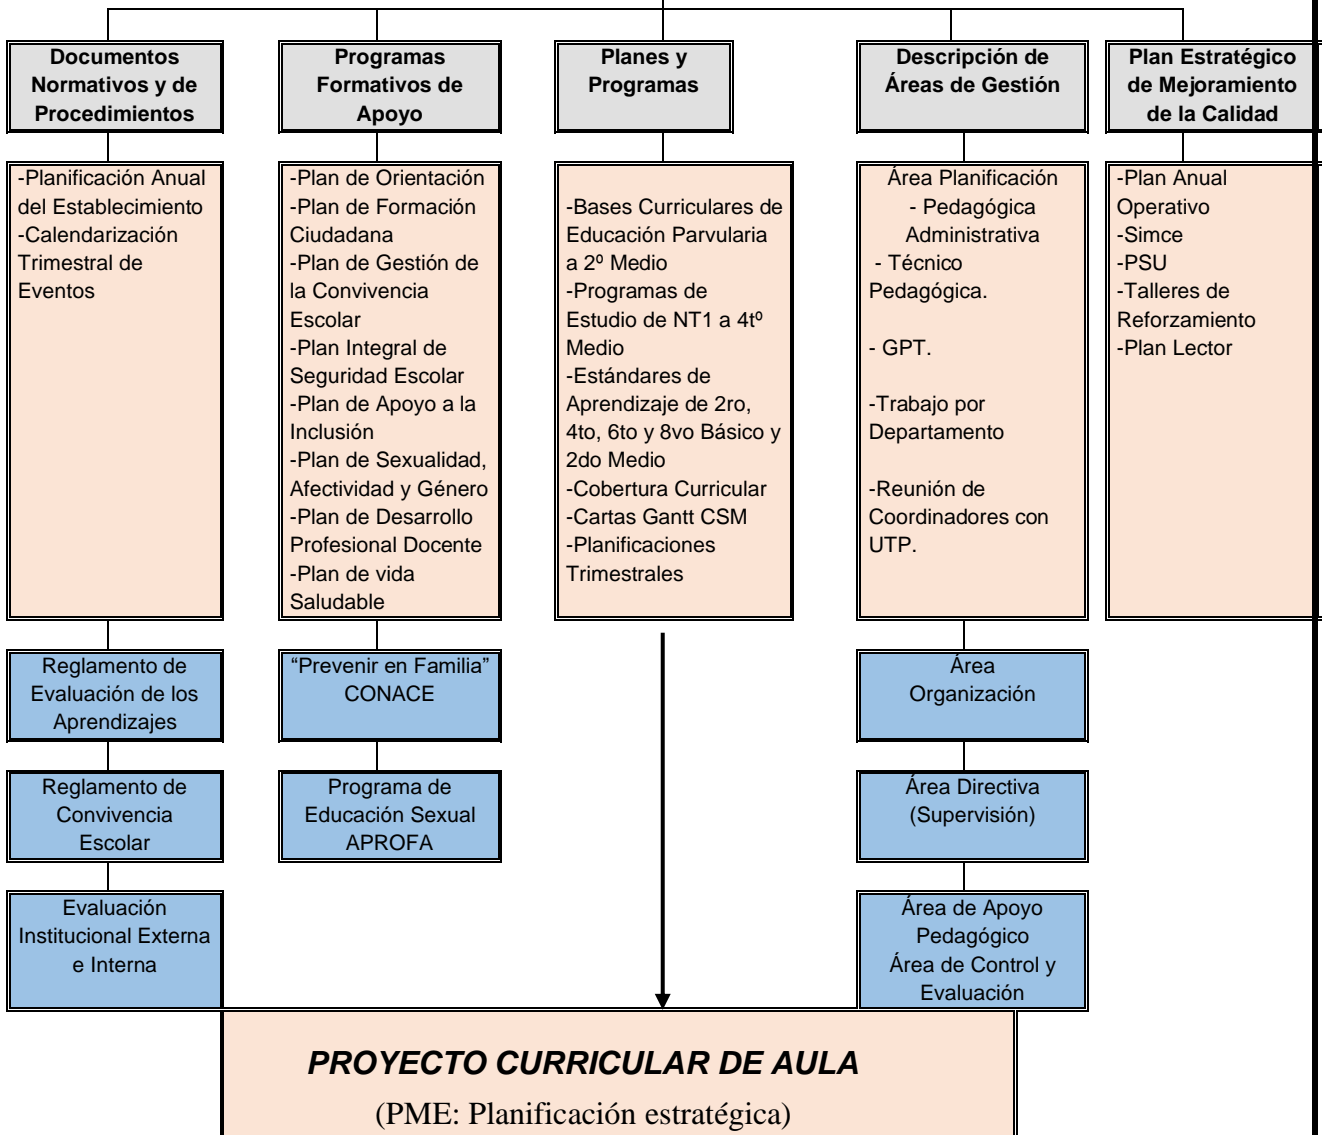 Documentos
Normativos y de
Procedimientos
Programas
Formativos de
Apoyo
Planes y
Programas
Descripción de
Áreas de Gestión
Plan Estratégico
de Mejoramiento
de la Calidad
-Planificación Anual
del Establecimiento
-Calendarización
Trimestral de
Eventos
-Plan de Orientación
-Plan de Formación
Ciudadana
-Plan de Gestión de
la Convivencia
Escolar
-Plan Integral de
Seguridad Escolar
-Plan de Apoyo a la
Inclusión
-Plan de Sexualidad,
Afectividad y Género
-Plan de Desarrollo
Profesional Docente
-Plan de vida
Saludable
-Bases Curriculares de
Educación Parvularia
a 2º Medio
-Programas de
Estudio de NT1 a 4tº
Medio
-Estándares de
Aprendizaje de 2ro,
4to, 6to y 8vo Básico y
2do Medio
-Cobertura Curricular
-Cartas Gantt CSM
-Planificaciones
Trimestrales
Área Planificación
- Pedagógica
Administrativa
- Técnico
Pedagógica.
- GPT.
-Trabajo por
Departamento
-Reunión de
Coordinadores con
UTP.
-Plan Anual
Operativo
-Simce
-PSU
-Talleres de
Reforzamiento
-Plan Lector
Reglamento de
Evaluación de los
Aprendizajes
“Prevenir en Familia”
CONACE
Área
Organización
Reglamento de
Convivencia
Escolar
Programa de
Educación Sexual
APROFA
Área Directiva
(Supervisión)
Evaluación
Institucional Externa
e Interna
Área de Apoyo
Pedagógico
Área de Control y
Evaluación
PROYECTO CURRICULAR DE AULA
(PME: Planificación estratégica)